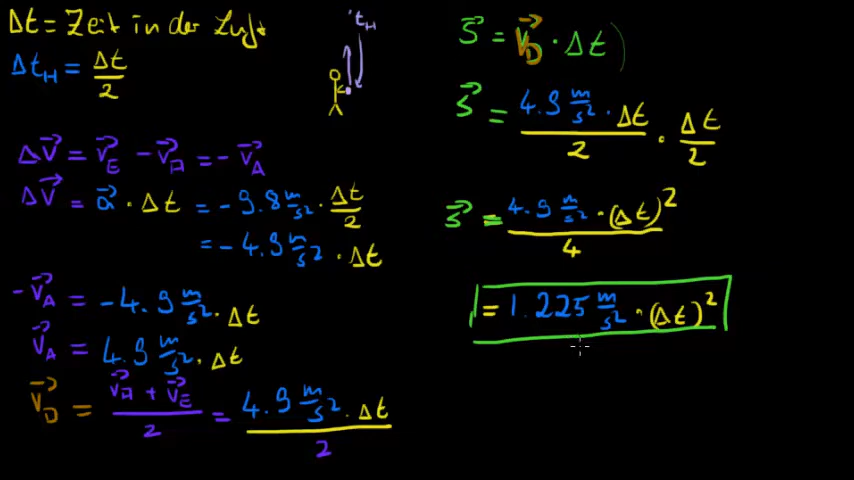 Δt = Zeit in der Luft
Δt_H = Δt/2
t_H
Δv⃗ = v⃗_E - v⃗_A = - v⃗_A
Δv⃗ = a⃗ · Δt = -9.8 m/s² · Δt/2
= -4.9 m/s² · Δt
-v⃗_A = -4.9 m/s² · Δt
v⃗_A = 4.9 m/s² · Δt
v⃗_D = (v⃗_A + v⃗_E)/2 = (4.9 m/s² · Δt)/2
s⃗ = v⃗_D · Δt
s⃗ = (4.9 m/s² · Δt)/2 · Δt/2
s⃗ = (4.9 m/s² · (Δt)²)/4
= 1.225 m/s² · (Δt)²